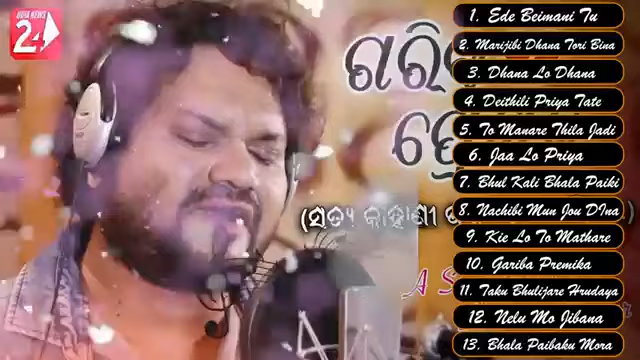 ODIA NEWS
24
ଗରିବ
(ସତ୍ୟ କାହାଣୀ
A S
1. Ede Beimani Tu
2. Marijibi Dhana Tori Bina
3. Dhana Lo Dhana
4. Deithili Priya Tate
5. To Manare Thila Jadi
6. Jaa Lo Priya
7. Bhul Kali Bhala Paiki
8. Nachibi Mun Jou DIna
9. Kie Lo To Mathare
10. Gariba Premika
11. Taku Bhulijare Hrudaya
12. Nelu Mo Jibana
13. Bhala Paibaku Mora